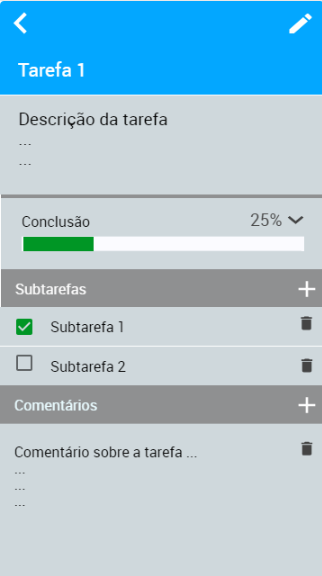 Tarefa 1
Descrição da tarefa
...
...
Conclusão 25%
Subtarefas
Subtarefa 1
Subtarefa 2
Comentários
Comentário sobre a tarefa ...
...
...
...